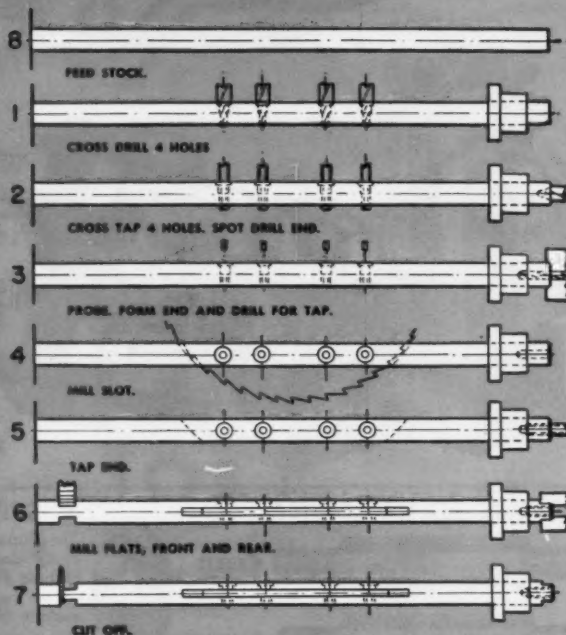 8
FEED STOCK.
1
CROSS DRILL 4 HOLES
2
CROSS TAP 4 HOLES. SPOT DRILL END.
3
PROBE. FORM END AND DRILL FOR TAP.
4
MILL SLOT.
5
TAP END.
6
MILL FLATS, FRONT AND REAR.
7
CUT OFF.